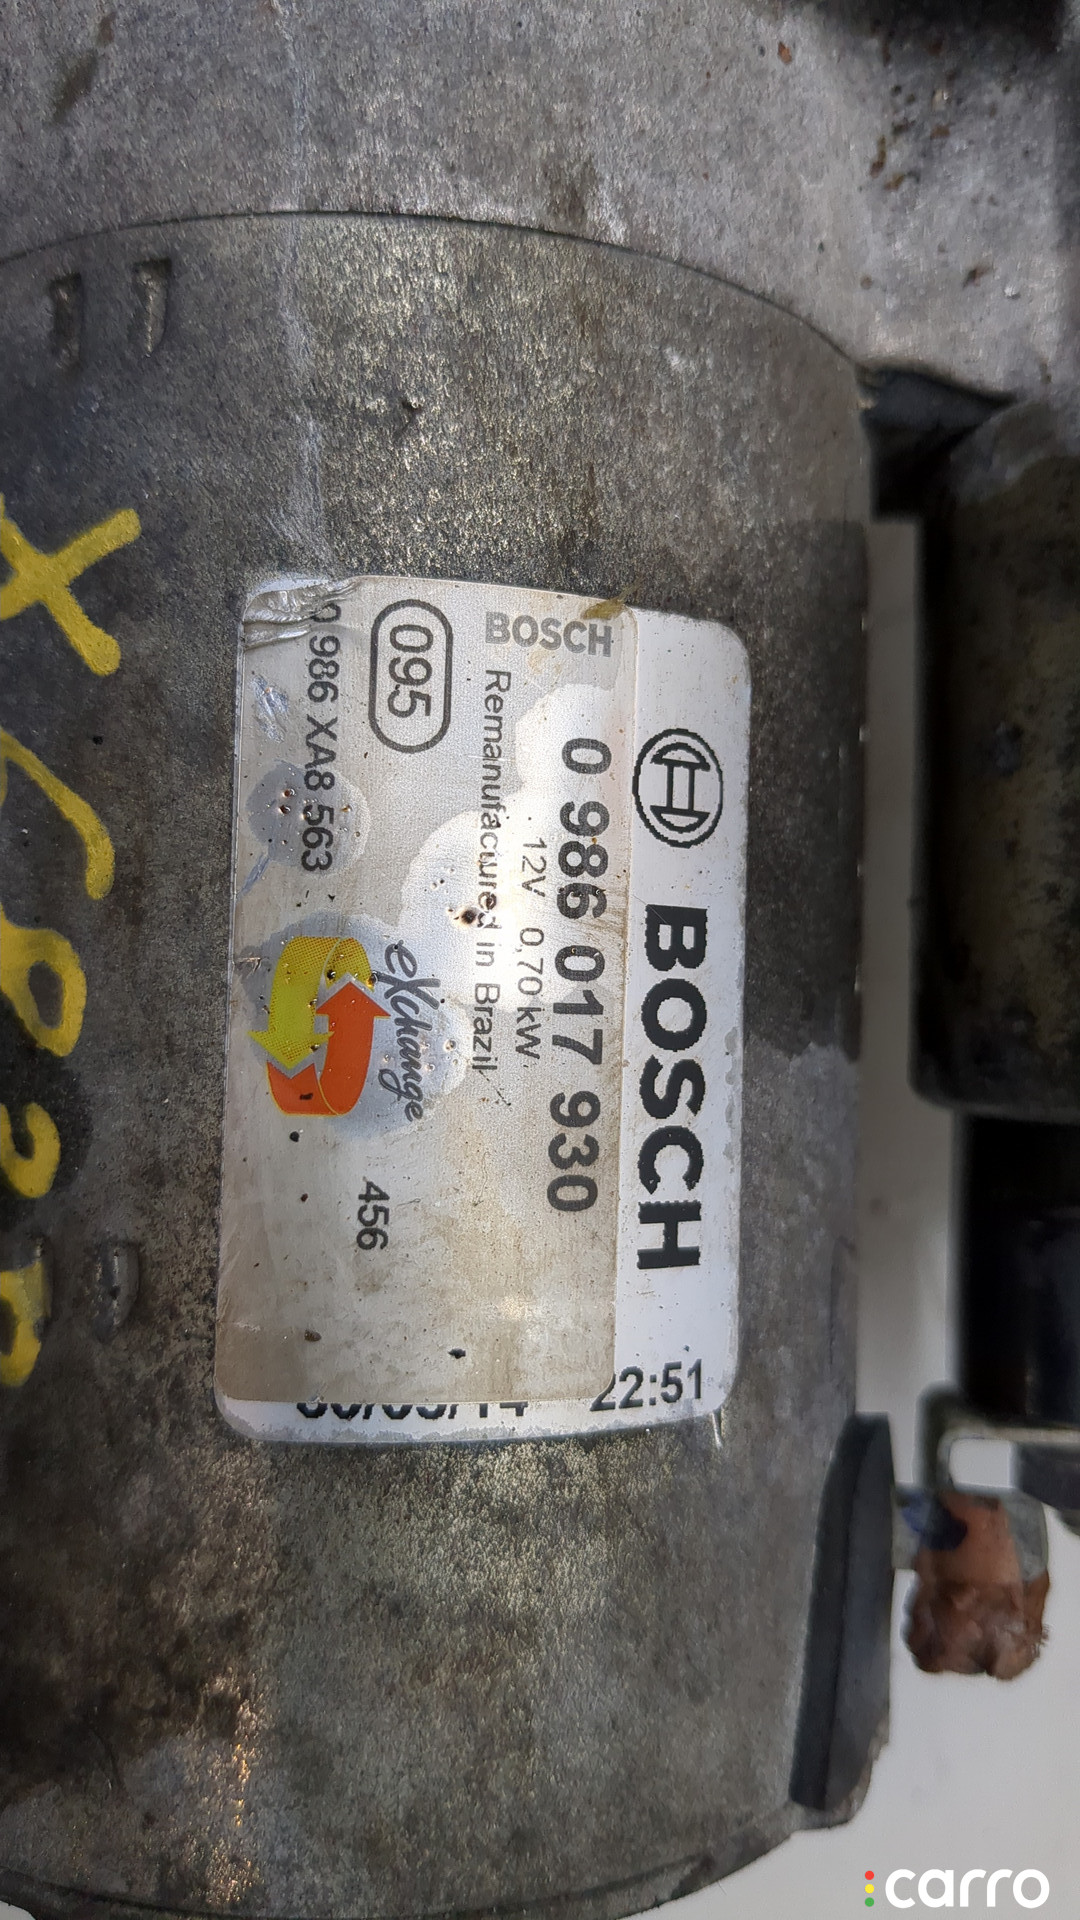 BOSCH
22:51
BOSCH
0 986 017 930
12V 0,70 kW
Remanufactured in Brazil
095
eXchange
456
986 XA8 563
carro